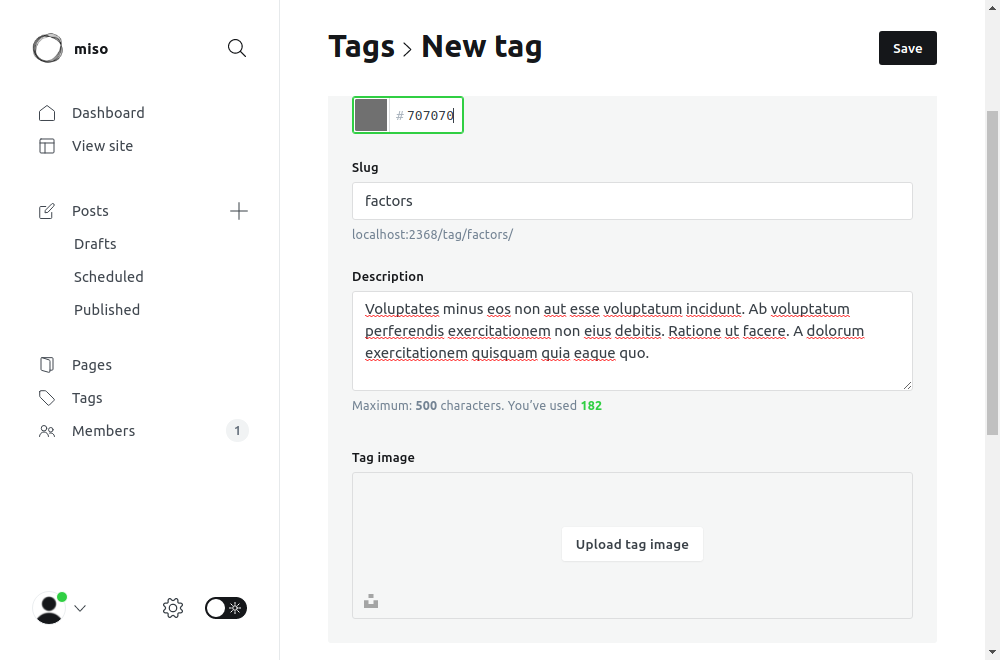 miso
Dashboard
View site
Posts
Drafts
Scheduled
Published
Pages
Tags
Members
1
Tags
New tag
Save
# 707070
Slug
factors
localhost:2368/tag/factors/
Description
Voluptates minus eos non aut esse voluptatum incidunt. Ab voluptatum
perferendis exercitationem non eius debitis. Ratione ut facere. A dolorum
exercitationem quisquam quia eaque quo.
Maximum: 500 characters. You’ve used 182
Tag image
Upload tag image